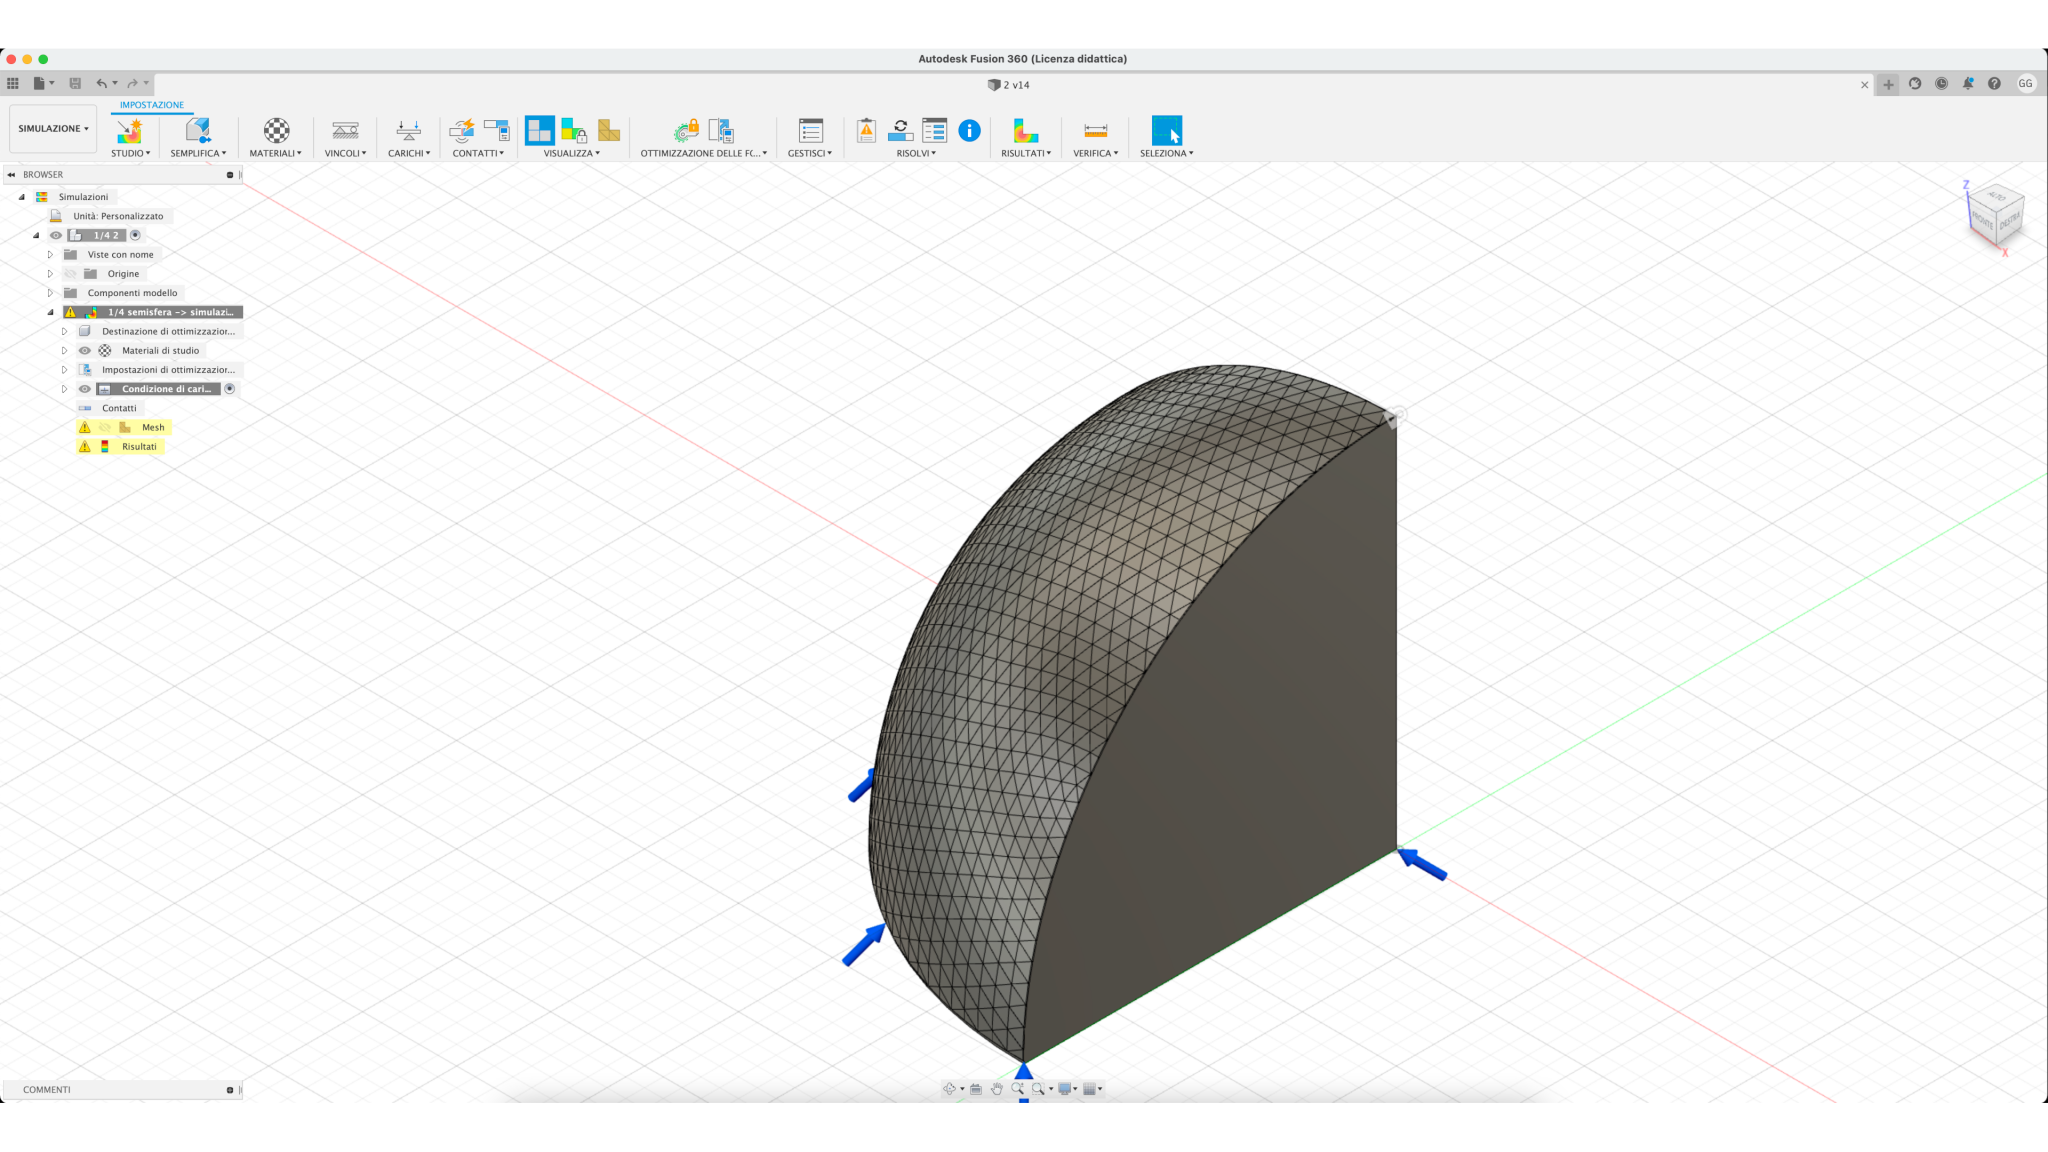 Autodesk Fusion 360 (Licenza didattica)
2 v14
GG
IMPOSTAZIONE
SIMULAZIONE
STUDIO
SEMPLIFICA
MATERIALI
VINCOLI
CARICHI
CONTATTI
VISUALIZZA
OTTIMIZZAZIONE DELLE FC...
GESTISCI
RISOLVI
RISULTATI
VERIFICA
SELEZIONA
BROWSER
Simulazioni
Unità: Personalizzato
1/4 2
Viste con nome
Origine
Componenti modello
1/4 semisfera -> simulazi...
Destinazione di ottimizzazior...
Materiali di studio
Impostazioni di ottimizzazior...
Condizione di cari...
Contatti
Mesh
Risultati
Z
ALTO
FRONTE
DESTRA
X
COMMENTI